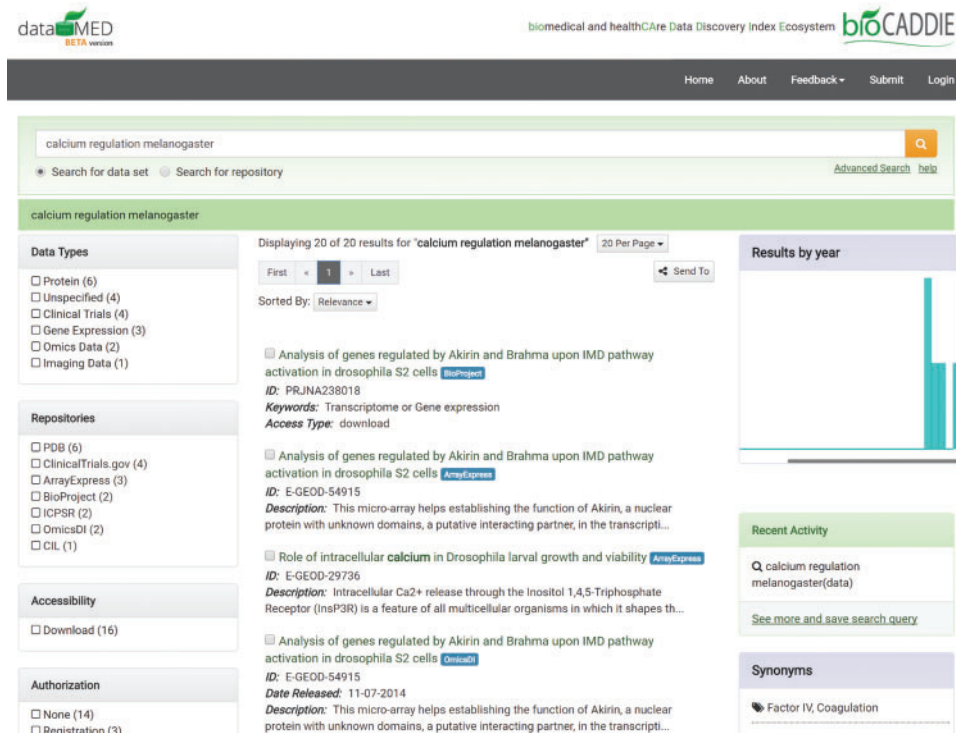 dataMED
BETA version
biomedical and healthCAre Data Discovery Index Ecosystem
bioCADDIE
Home About Feedback Submit Login
calcium regulation melanogaster
Search for data set Search for repository
Advanced Search help
calcium regulation melanogaster
Data Types
Protein (6)
Unspecified (4)
Clinical Trials (4)
Gene Expression (3)
Omics Data (2)
Imaging Data (1)
Repositories
PDB (6)
ClinicalTrials.gov (4)
ArrayExpress (3)
BioProject (2)
ICPSR (2)
OmicsDI (2)
CIL (1)
Accessibility
Download (16)
Authorization
None (14)
Registration (3)
Displaying 20 of 20 results for "calcium regulation melanogaster" 20 Per Page
First « 1 » Last
Send To
Sorted By: Relevance
Analysis of genes regulated by Akirin and Brahma upon IMD pathway
activation in drosophila S2 cells BioProject
ID: PRJNA238018
Keywords: Transcriptome or Gene expression
Access Type: download
Analysis of genes regulated by Akirin and Brahma upon IMD pathway
activation in drosophila S2 cells ArrayExpress
ID: E-GEOD-54915
Description: This micro-array helps establishing the function of Akirin, a nuclear
protein with unknown domains, a putative interacting partner, in the transcripti...
Role of intracellular calcium in Drosophila larval growth and viability ArrayExpress
ID: E-GEOD-29736
Description: Intracellular Ca2+ release through the Inositol 1,4,5-Triphosphate
Receptor (InsP3R) is a feature of all multicellular organisms in which it shapes th...
Analysis of genes regulated by Akirin and Brahma upon IMD pathway
activation in drosophila S2 cells OmicsDI
ID: E-GEOD-54915
Date Released: 11-07-2014
Description: This micro-array helps establishing the function of Akirin, a nuclear
protein with unknown domains, a putative interacting partner, in the transcripti...
Results by year
Recent Activity
calcium regulation
melanogaster(data)
See more and save search query
Synonyms
Factor IV, Coagulation